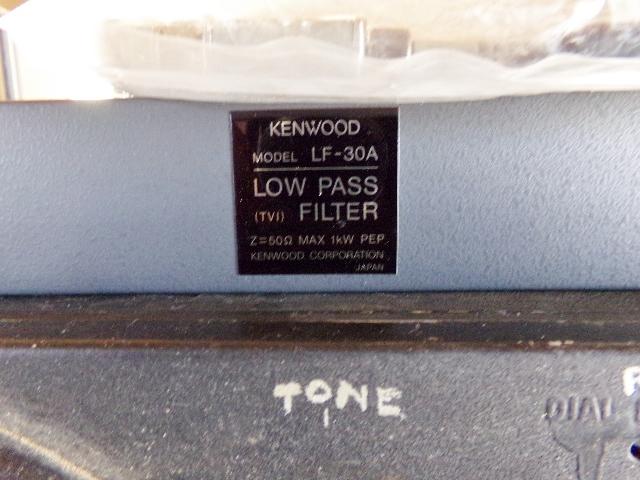 KENWOOD
MODEL LF-30A
LOW PASS
(TVI) FILTER
Z=50Ω MAX 1kW PEP
KENWOOD CORPORATION
JAPAN
TONE
DIAL